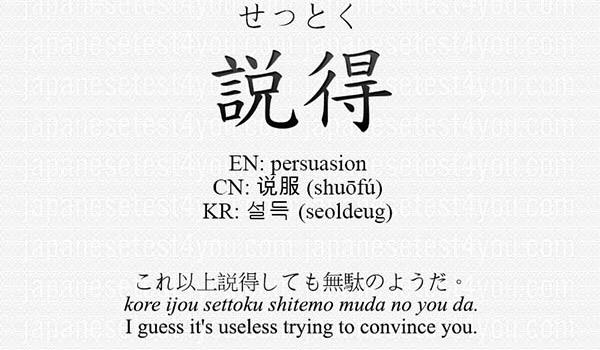 せっとく
説得
EN: persuasion
CN: 说服 (shuōfú)
KR: 설득 (seoldeug)
これ以上説得しても無駄のようだ。
kore ijou settoku shitemo muda no you da.
I guess it's useless trying to convince you.
japanesetest4you.com